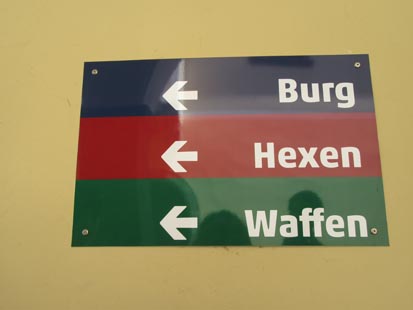 ← Burg
← Hexen
← Waffen